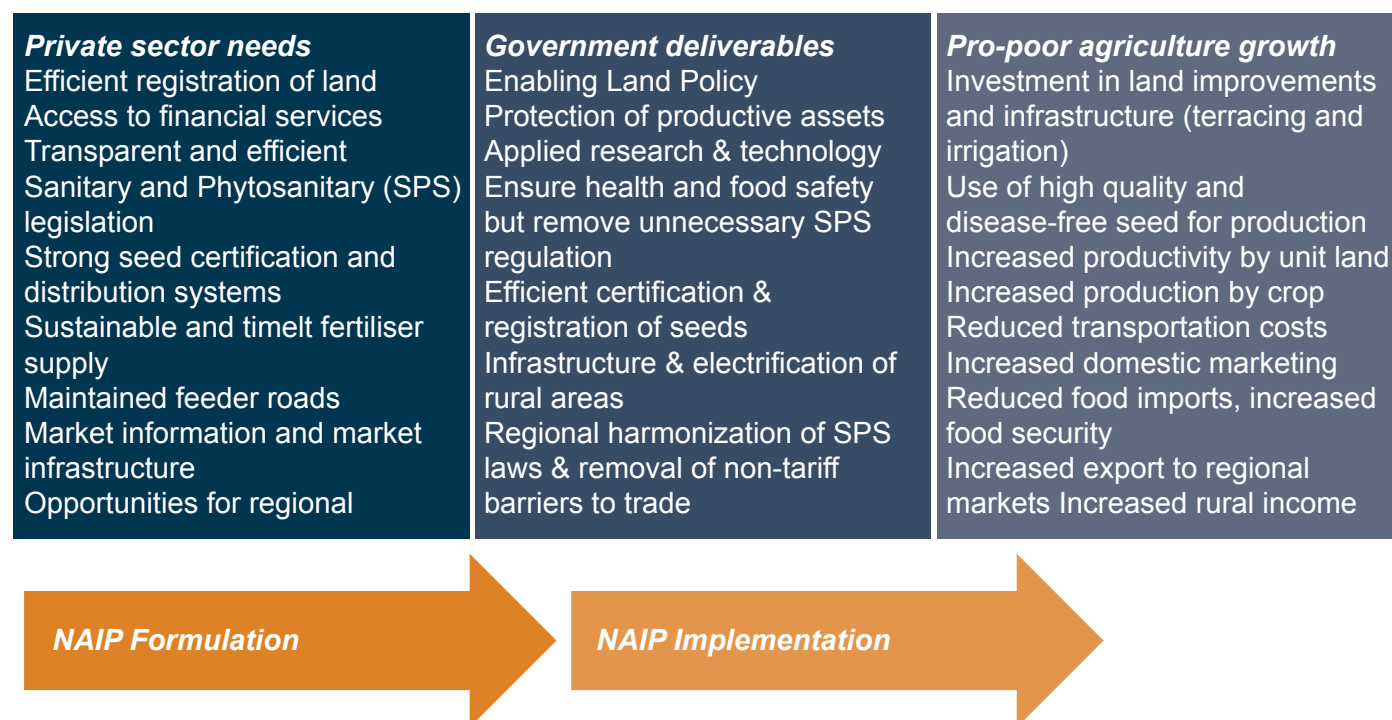 Private sector needs
Efficient registration of land
Access to financial services
Transparent and efficient
Sanitary and Phytosanitary (SPS)
legislation
Strong seed certification and
distribution systems
Sustainable and timelt fertiliser
supply
Maintained feeder roads
Market information and market
infrastructure
Opportunities for regional
Government deliverables
Enabling Land Policy
Protection of productive assets
Applied research & technology
Ensure health and food safety
but remove unnecessary SPS
regulation
Efficient certification &
registration of seeds
Infrastructure & electrification of
rural areas
Regional harmonization of SPS
laws & removal of non-tariff
barriers to trade
Pro-poor agriculture growth
Investment in land improvements
and infrastructure (terracing and
irrigation)
Use of high quality and
disease-free seed for production
Increased productivity by unit land
Increased production by crop
Reduced transportation costs
Increased domestic marketing
Reduced food imports, increased
food security
Increased export to regional
markets Increased rural income
NAIP Formulation
NAIP Implementation